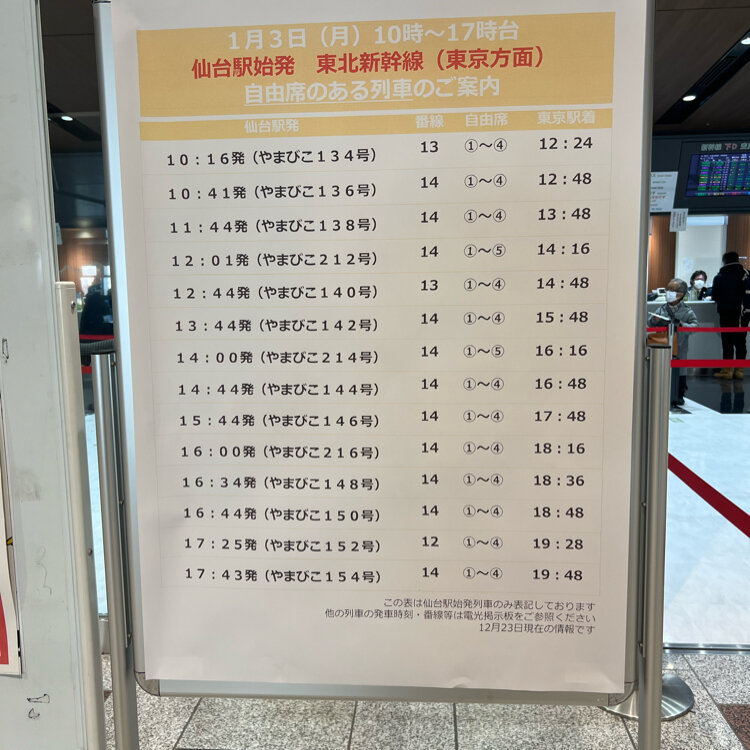 1月3日（月）10時～17時台
仙台駅始発　東北新幹線（東京方面）
自由席のある列車のご案内
仙台駅発　番線　自由席　東京駅着
10：16発（やまびこ134号）　13　①～④　12：24
10：41発（やまびこ136号）　14　①～④　12：48
11：44発（やまびこ138号）　14　①～④　13：48
12：01発（やまびこ212号）　14　①～⑤　14：16
12：44発（やまびこ140号）　13　①～④　14：48
13：44発（やまびこ142号）　14　①～④　15：48
14：00発（やまびこ214号）　14　①～⑤　16：16
14：44発（やまびこ144号）　14　①～④　16：48
15：44発（やまびこ146号）　14　①～④　17：48
16：00発（やまびこ216号）　14　①～④　18：16
16：34発（やまびこ148号）　14　①～④　18：36
16：44発（やまびこ150号）　14　①～④　18：48
17：25発（やまびこ152号）　12　①～④　19：28
17：43発（やまびこ154号）　14　①～④　19：48
この表は仙台駅始発列車のみ表記しております
他の列車の発車時刻・番線等は電光掲示板をご参照ください
12月23日現在の情報です
新幹線 下り